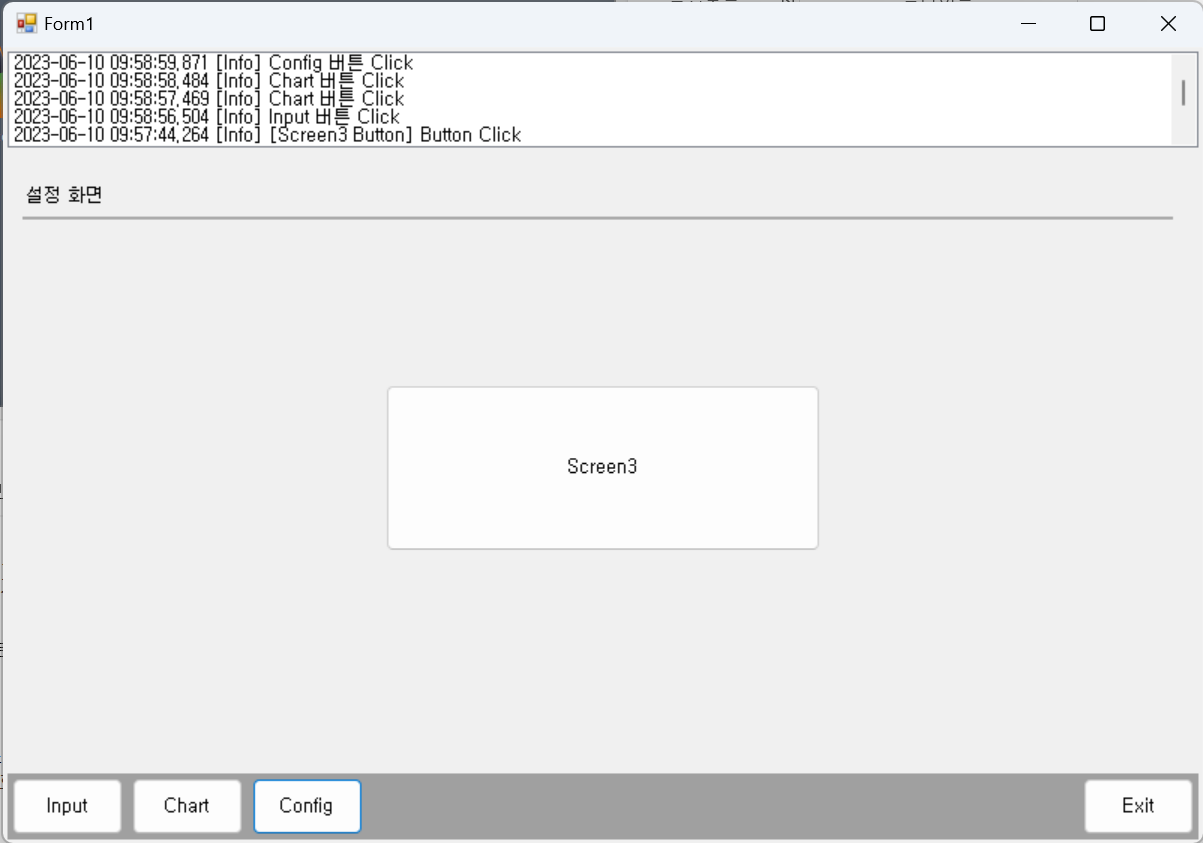 Form1
2023-06-10 09:58:59,871 [Info] Config 버튼 Click
2023-06-10 09:58:58,484 [Info] Chart 버튼 Click
2023-06-10 09:58:57,469 [Info] Chart 버튼 Click
2023-06-10 09:58:56,504 [Info] Input 버튼 Click
2023-06-10 09:57:44,264 [Info] [Screen3 Button] Button Click
설정 화면
Screen3
Input Chart Config Exit